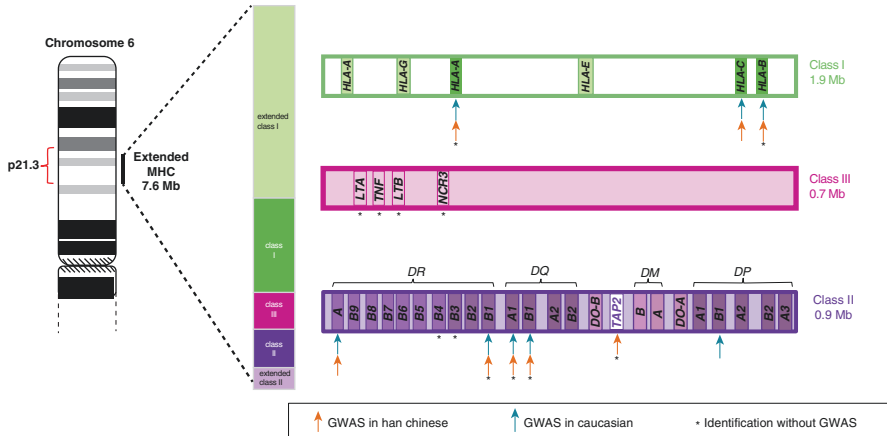 Chromosome 6
p21.3
Extended
MHC
7.6 Mb
extended
class I
class
I
class
III
class
II
extended
class II
HLA-A HLA-G HLA-A HLA-E HLA-C HLA-B
Class I
1.9 Mb
* *
LTA TNF LTB NCR3
Class III
0.7 Mb
* * * *
DR DQ DM DP
A B9 B8 B7 B6 B5 B4 B3 B2 B1 A1 B1 A2 B2 DO-B TAP2 B A DO-A A1 B1 A2 B2 A3
Class II
0.9 Mb
* * * * * *
GWAS in han chinese GWAS in caucasian * Identification without GWAS